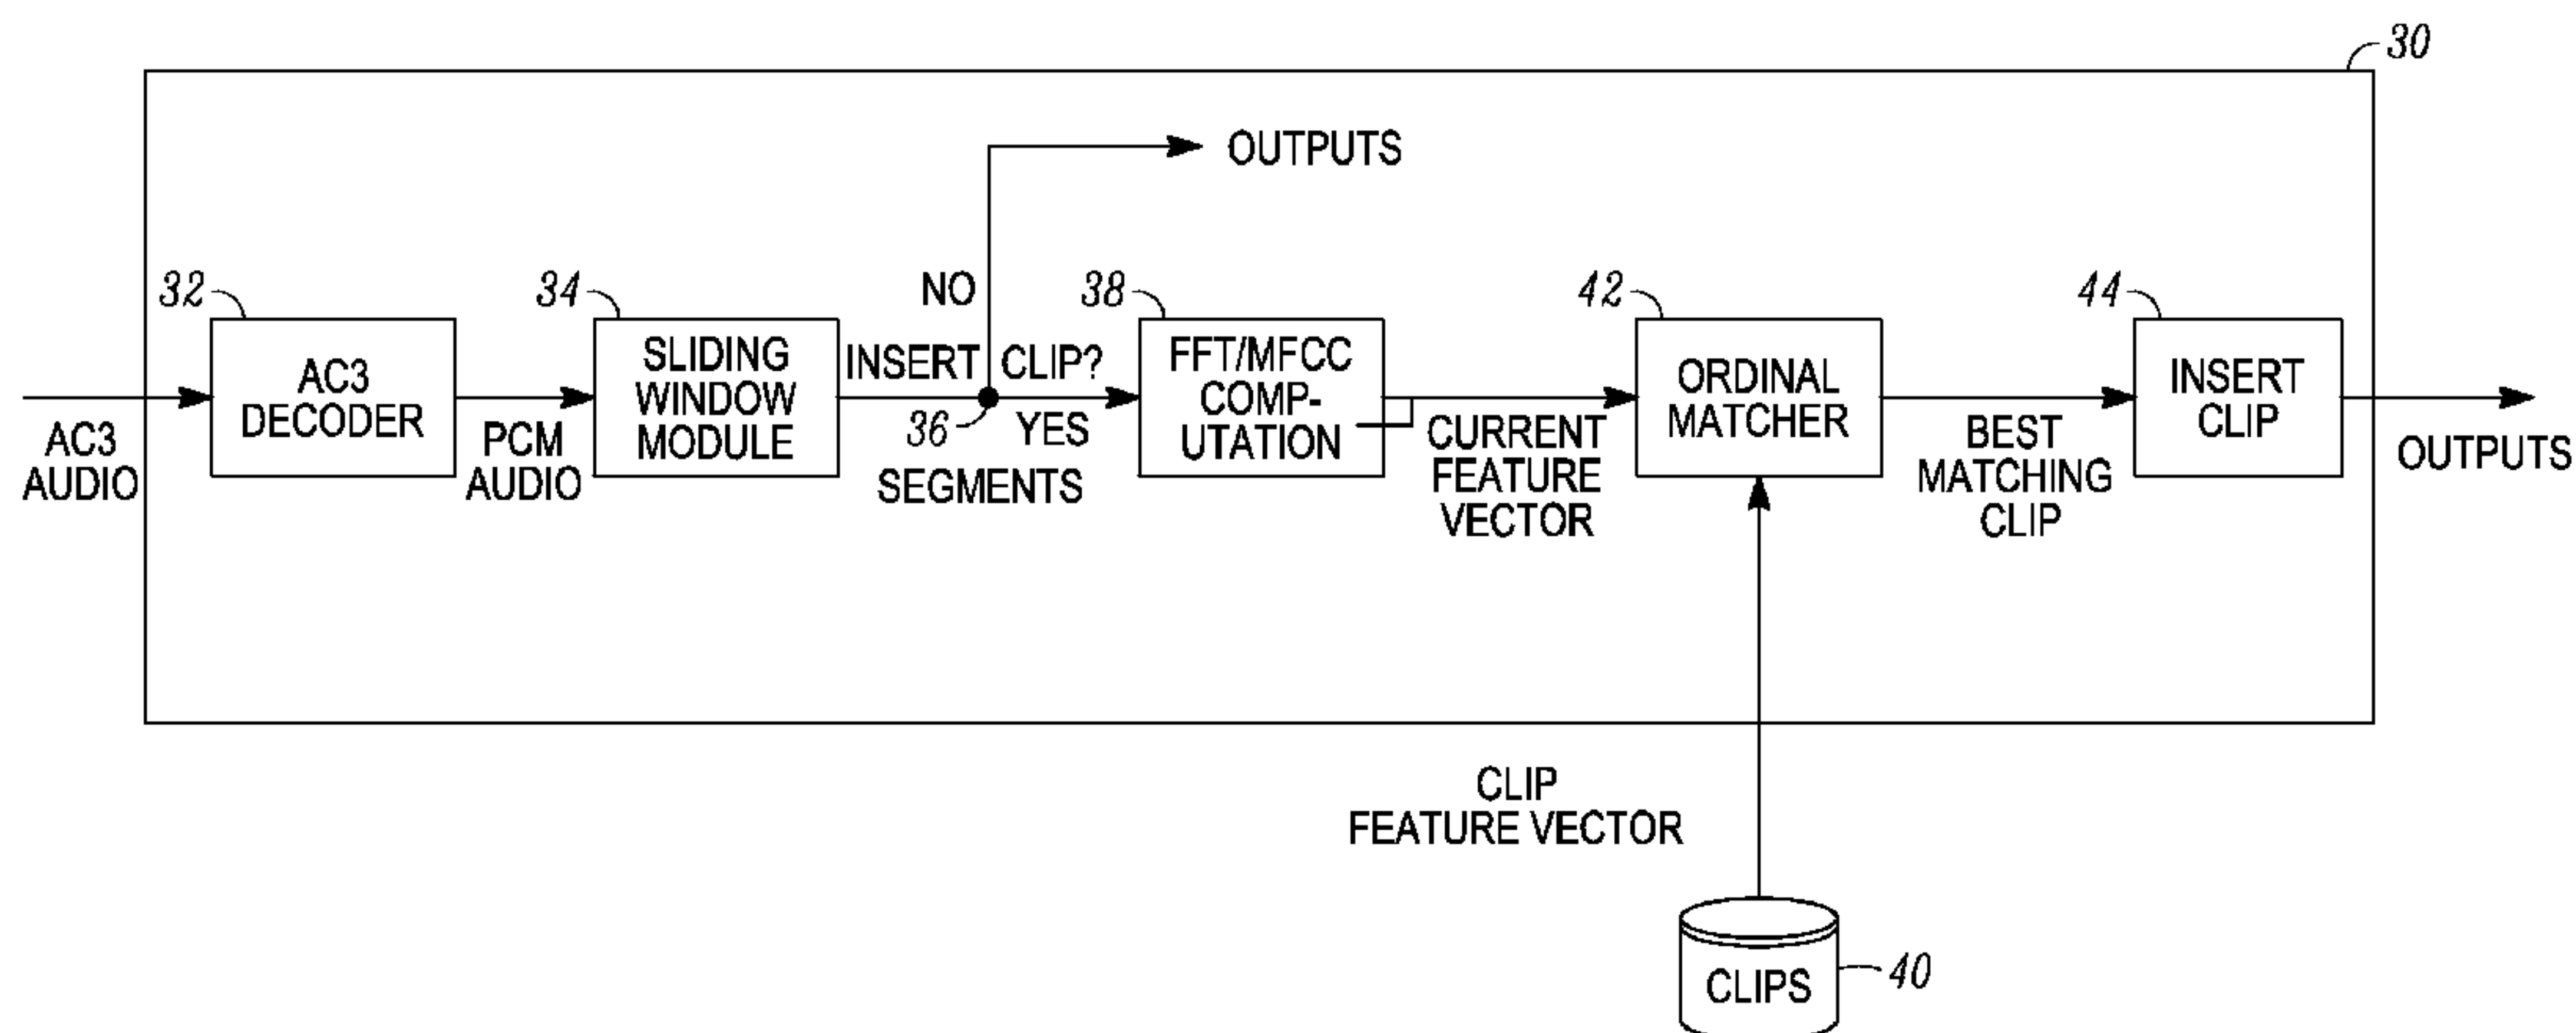 30
OUTPUTS
NO
32
34
38
42
44
AC3
DECODER
SLIDING
WINDOW
MODULE
INSERT CLIP?
36
YES
SEGMENTS
FFT/MFCC
COMP-
UTATION
ORDINAL
MATCHER
INSERT
CLIP
AC3
AUDIO
PCM
AUDIO
CURRENT
FEATURE
VECTOR
BEST
MATCHING
CLIP
OUTPUTS
CLIP
FEATURE VECTOR
CLIPS
40